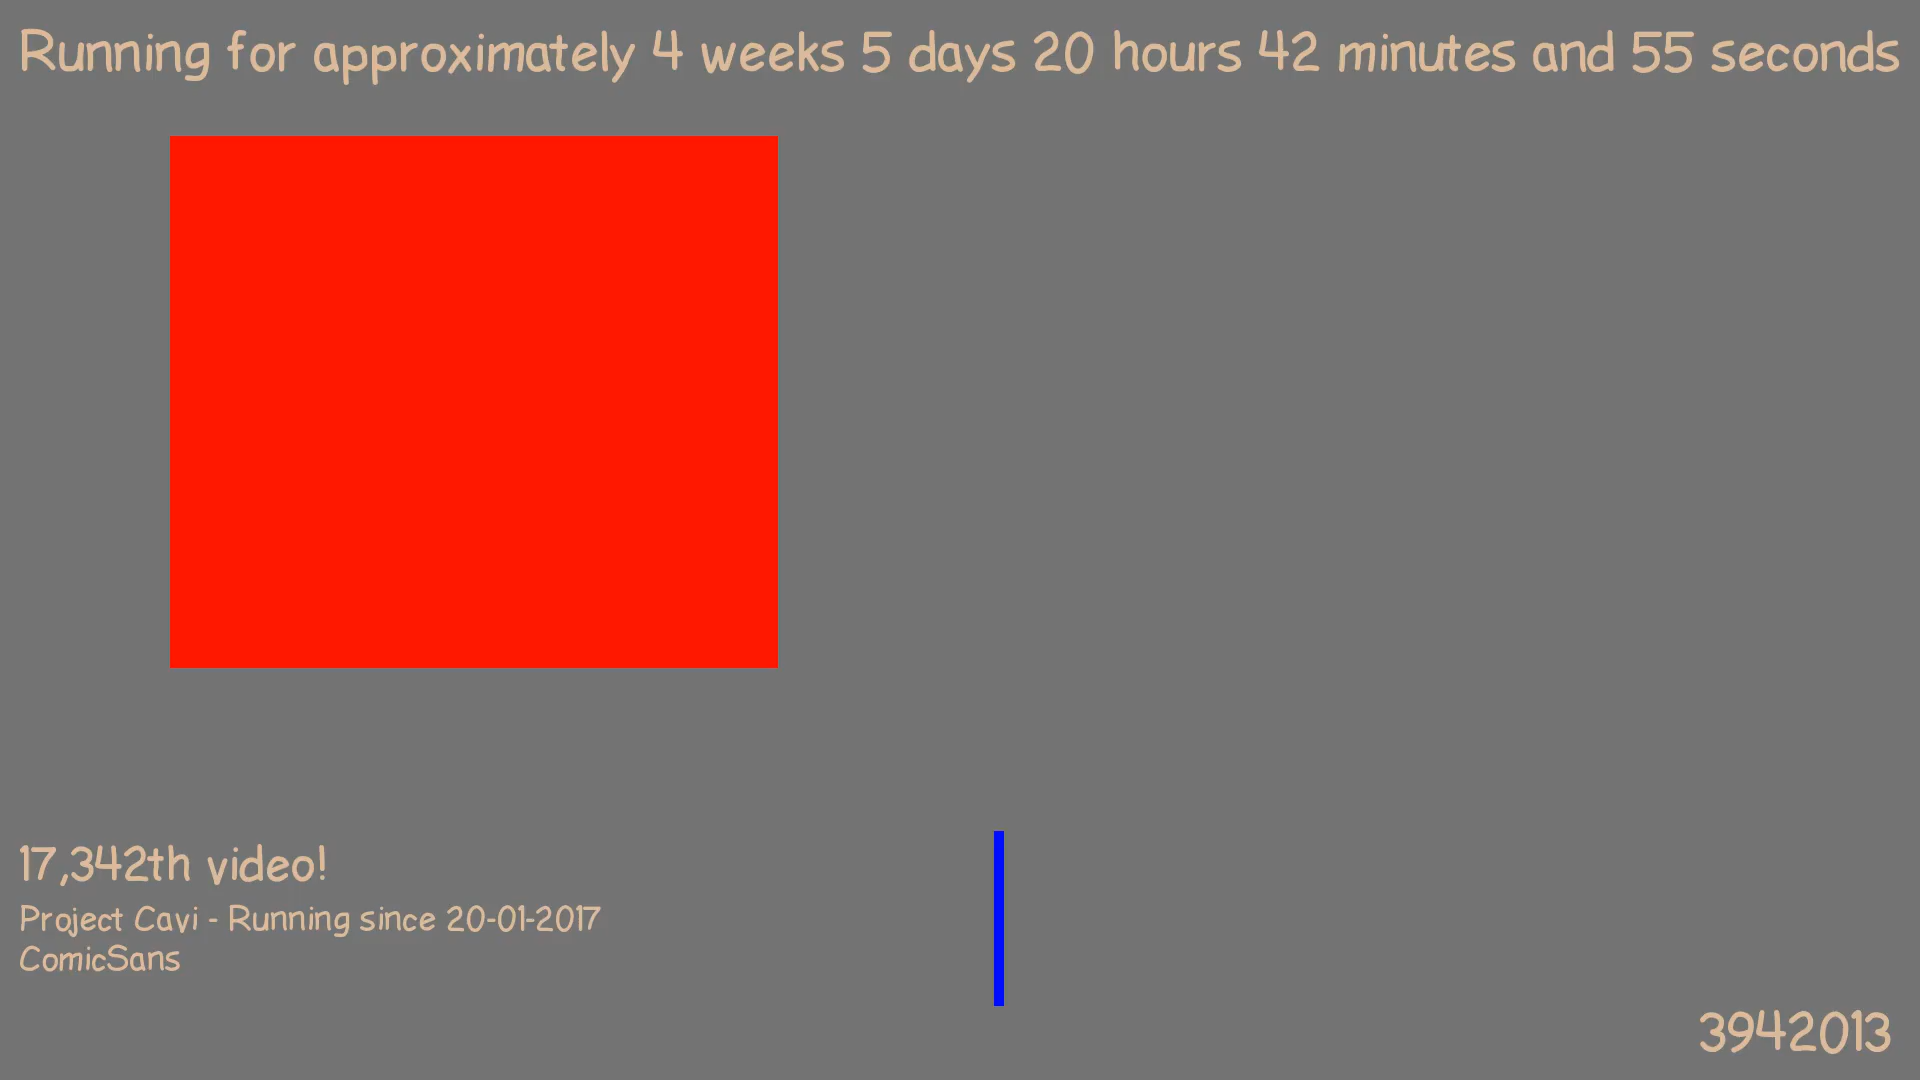 Running for approximately 4 weeks 5 days 20 hours 42 minutes and 55 seconds
17,342th video!
Project Cavi - Running since 20-01-2017
ComicSans
3942013